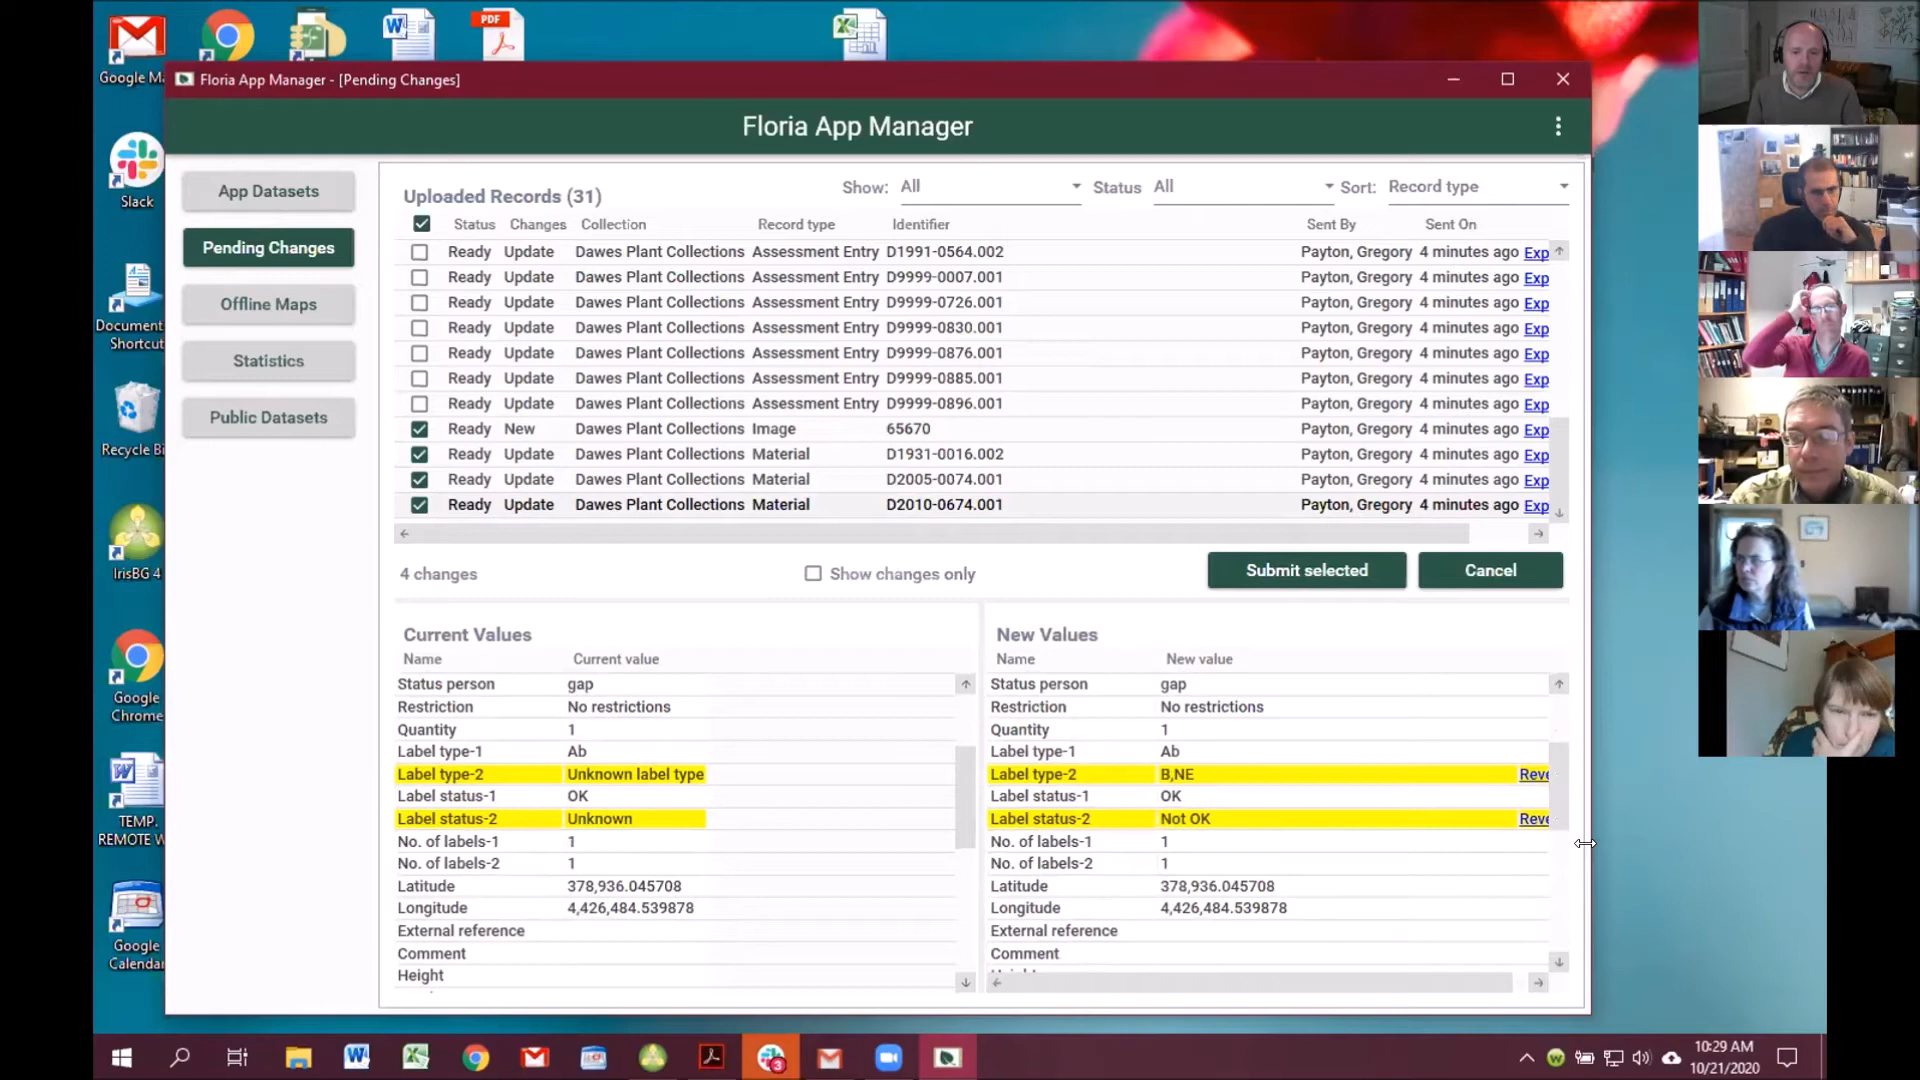 PDF
Google Ma
Floria App Manager - [Pending Changes]
Floria App Manager
App Datasets
Pending Changes
Offline Maps
Statistics
Public Datasets
Slack
Document
Shortcut
Recycle Bi
IrisBG 4
Google
Chrome
TEMP.
REMOTE W
Google
Calendar
Uploaded Records (31)
Show: All Status All Sort: Record type
Status Changes Collection Record type Identifier Sent By Sent On
Ready Update Dawes Plant Collections Assessment Entry D1991-0564.002 Payton, Gregory 4 minutes ago Exp
Ready Update Dawes Plant Collections Assessment Entry D9999-0007.001 Payton, Gregory 4 minutes ago Exp
Ready Update Dawes Plant Collections Assessment Entry D9999-0726.001 Payton, Gregory 4 minutes ago Exp
Ready Update Dawes Plant Collections Assessment Entry D9999-0830.001 Payton, Gregory 4 minutes ago Exp
Ready Update Dawes Plant Collections Assessment Entry D9999-0876.001 Payton, Gregory 4 minutes ago Exp
Ready Update Dawes Plant Collections Assessment Entry D9999-0885.001 Payton, Gregory 4 minutes ago Exp
Ready Update Dawes Plant Collections Assessment Entry D9999-0896.001 Payton, Gregory 4 minutes ago Exp
Ready New Dawes Plant Collections Image 65670 Payton, Gregory 4 minutes ago Exp
Ready Update Dawes Plant Collections Material D1931-0016.002 Payton, Gregory 4 minutes ago Exp
Ready Update Dawes Plant Collections Material D2005-0074.001 Payton, Gregory 4 minutes ago Exp
Ready Update Dawes Plant Collections Material D2010-0674.001 Payton, Gregory 4 minutes ago Exp
4 changes Show changes only Submit selected Cancel
Current Values
Name Current value
Status person gap
Restriction No restrictions
Quantity 1
Label type-1 Ab
Label type-2 Unknown label type
Label status-1 OK
Label status-2 Unknown
No. of labels-1 1
No. of labels-2 1
Latitude 378,936.045708
Longitude 4,426,484.539878
External reference
Comment
Height
New Values
Name New value
Status person gap
Restriction No restrictions
Quantity 1
Label type-1 Ab
Label type-2 B,NE Reve
Label status-1 OK
Label status-2 Not OK Reve
No. of labels-1 1
No. of labels-2 1
Latitude 378,936.045708
Longitude 4,426,484.539878
External reference
Comment
3
10:29 AM
10/21/2020